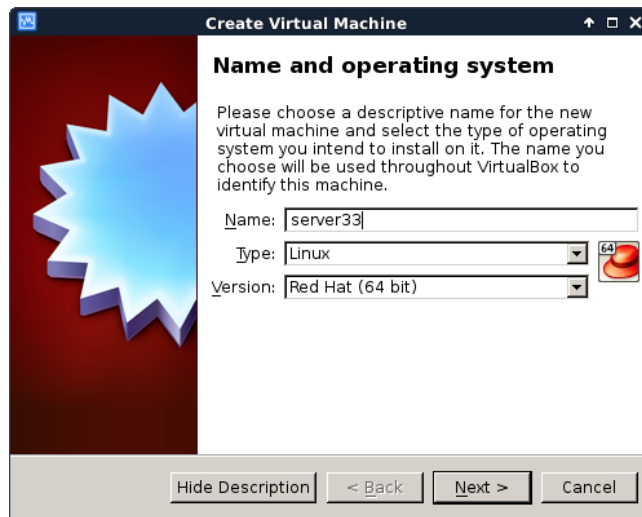 Create Virtual Machine
Name and operating system
Please choose a descriptive name for the new
virtual machine and select the type of operating
system you intend to install on it. The name you
choose will be used throughout VirtualBox to
identify this machine.
Name: server33
Type: Linux
64
Version: Red Hat (64 bit)
Hide Description < Back Next > Cancel